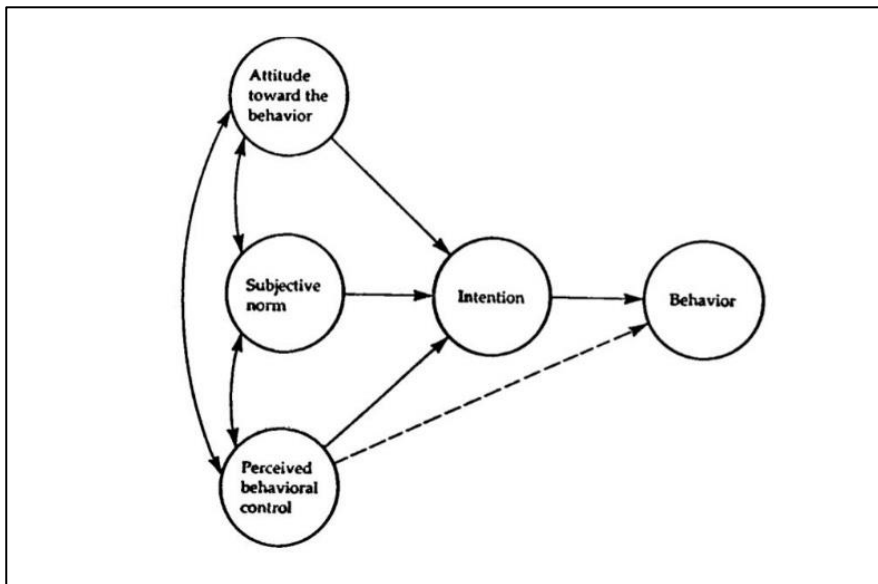 Attitude
toward the
behavior
Subjective
norm
Intention
Behavior
Perceived
behavioral
control